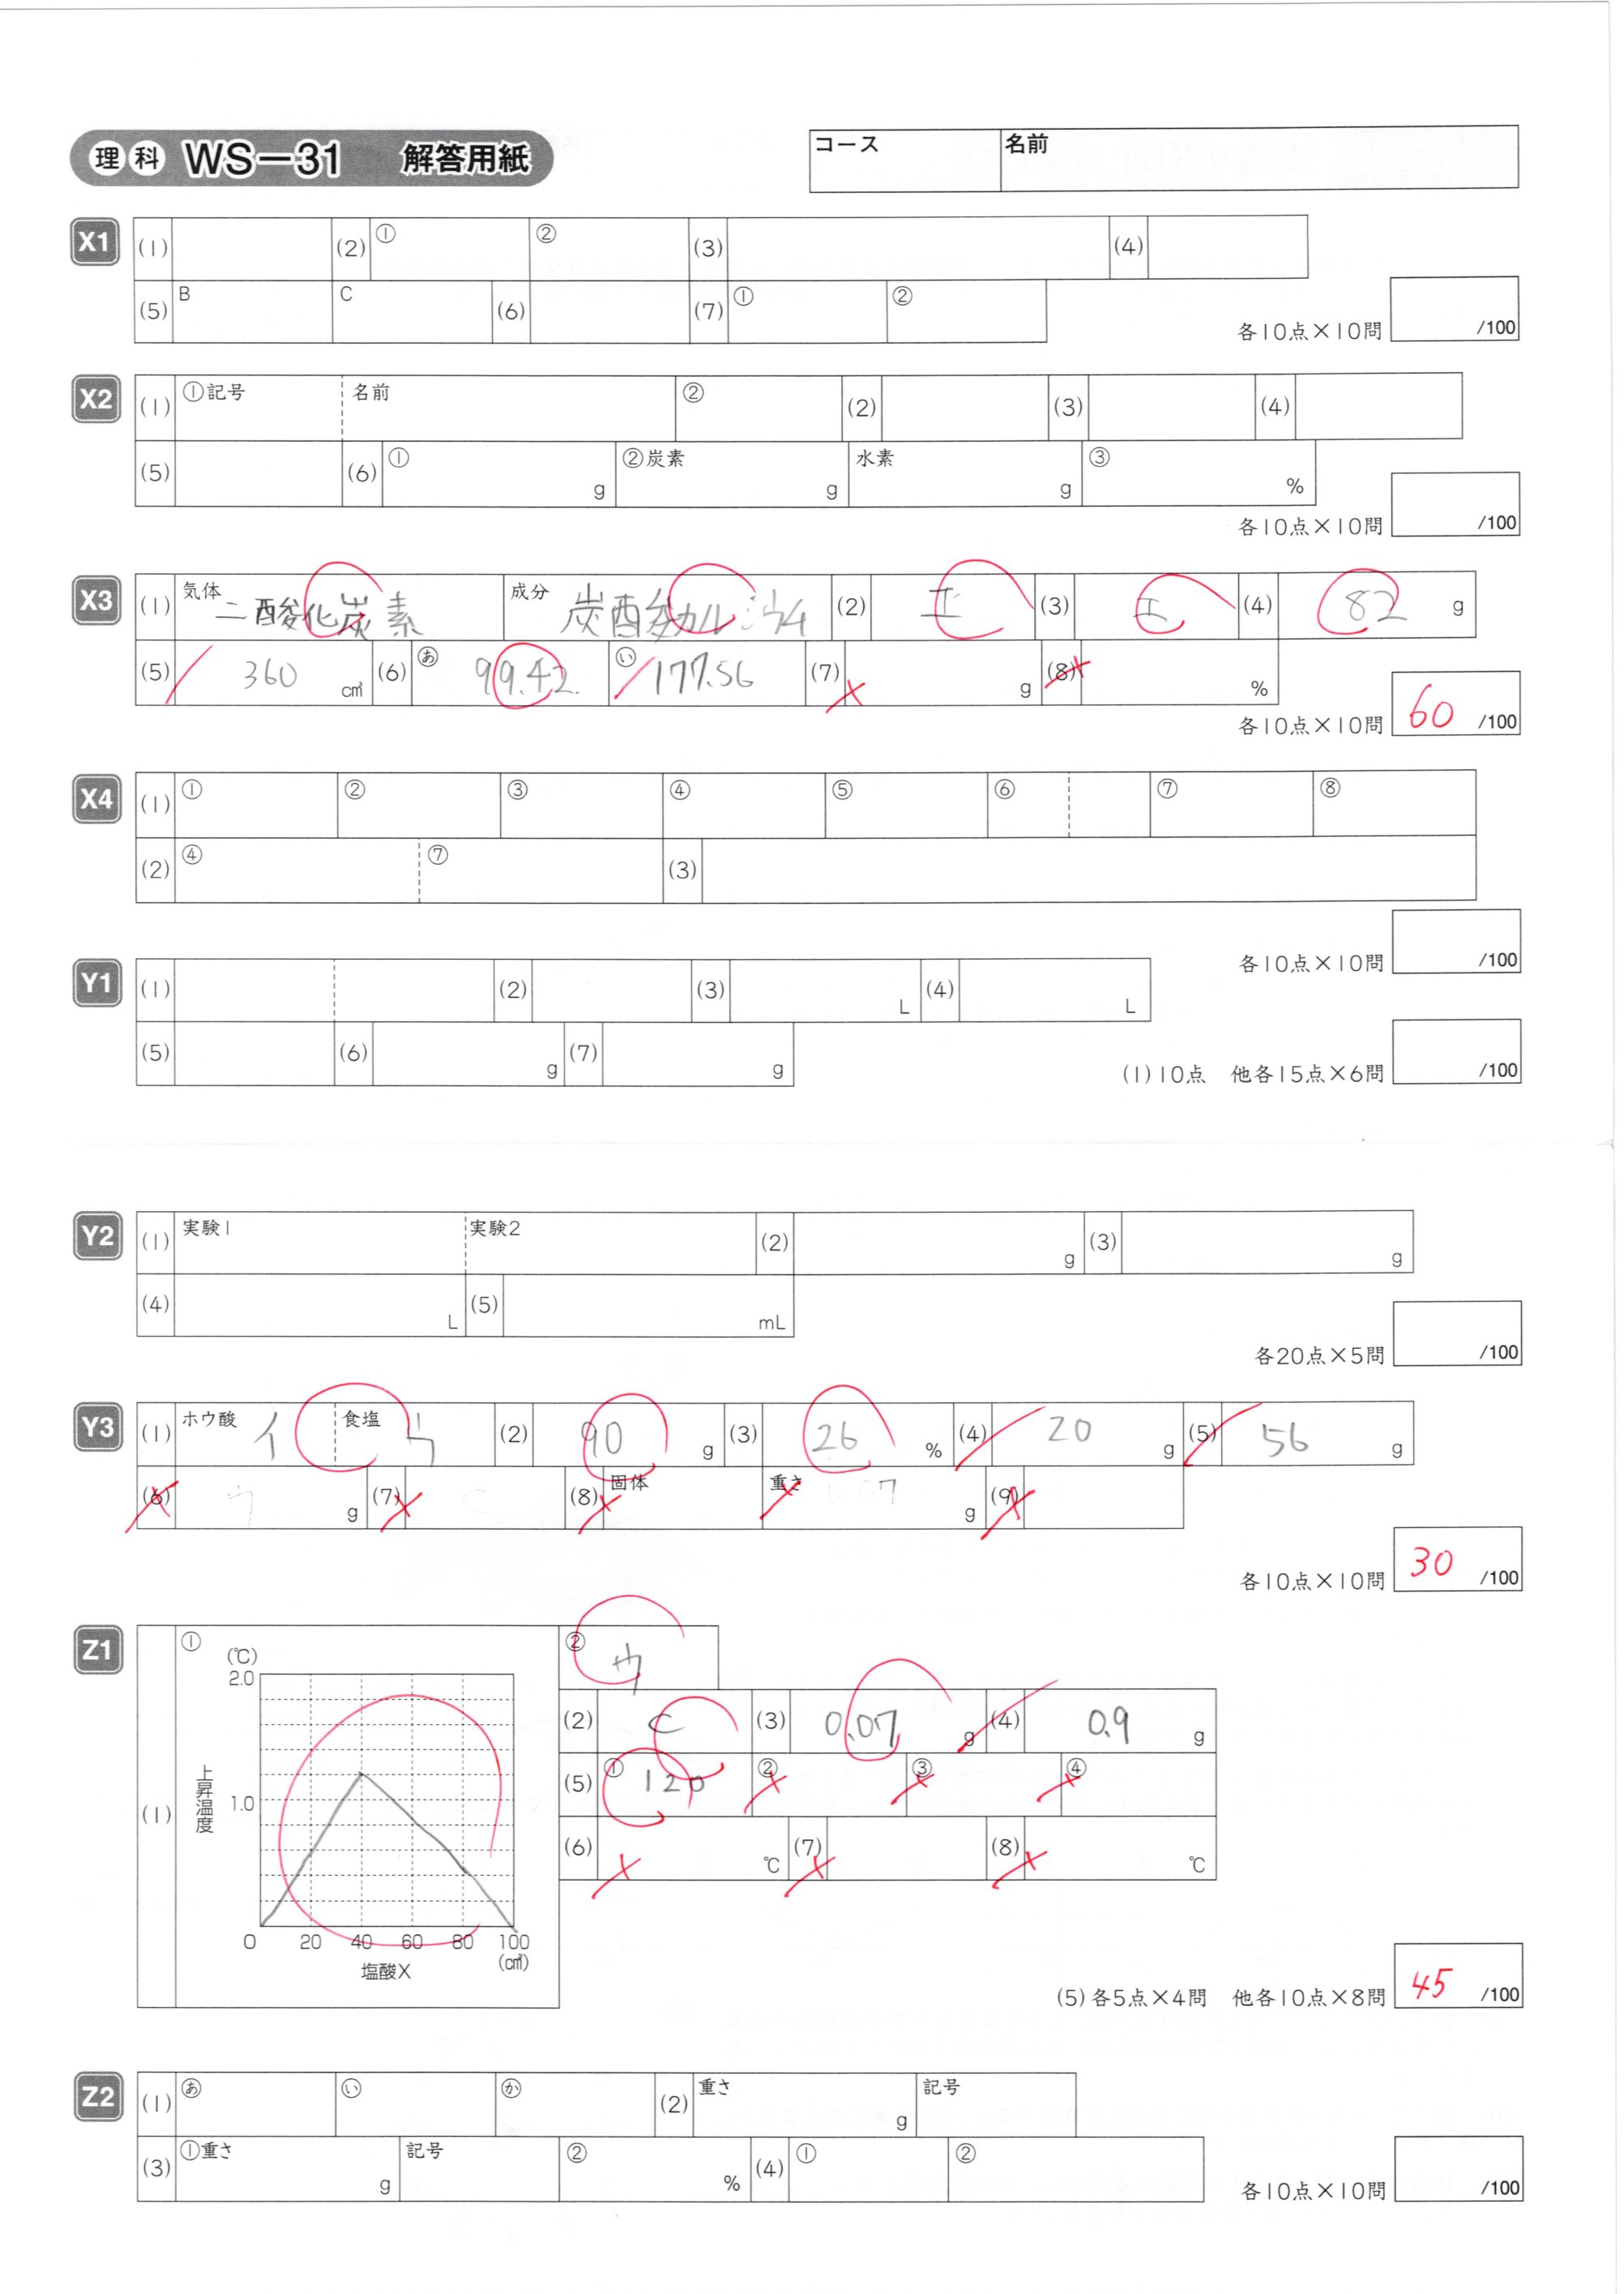 理科 WS－31 解答用紙
コース 名前
X1 (1) (2) ① ② (3) (4)
(5) B C (6) (7) ① ②
各10点×10問 /100
X2 (1) ①記号 名前 ② (2) (3) (4)
(5) (6) ① g ②炭素 g 水素 g ③ %
各10点×10問 /100
X3 (1) 気体 二酸化炭素 成分 炭酸カルシウム (2) エ (3) エ (4) 82 g
(5) 360 cm³ (6) あ 99.42 い 177.56 (7) g (8) %
各10点×10問 60 /100
X4 (1) ① ② ③ ④ ⑤ ⑥ ⑦ ⑧
(2) ④ ⑦ (3)
各10点×10問 /100
Y1 (1) (2) (3) L (4) L
(5) (6) g (7) g
(1)10点 他各15点×6問 /100
Y2 (1) 実験1 実験2 (2) g (3) g
(4) L (5) mL
各20点×5問 /100
Y3 (1) ホウ酸 イ 食塩 ウ (2) 90 g (3) 26 % (4) 20 g (5) 56 g
(6) g (7) (8) 固体 重さ g (9)
各10点×10問 30 /100
Z1 (1) ① ② ウ
(℃)
2.0
1.0
上昇温度
0 20 40 60 80 100
(cm³)
塩酸X
(2) C (3) 0.07 g (4) 0.9 g
(5) ① 120 ② ③ ④
(6) ℃ (7) (8) ℃
(5)各5点×4問 他各10点×8問 45 /100
Z2 (1) あ い か (2) 重さ g 記号
(3) ①重さ g 記号 ② % (4) ① ②
各10点×10問 /100